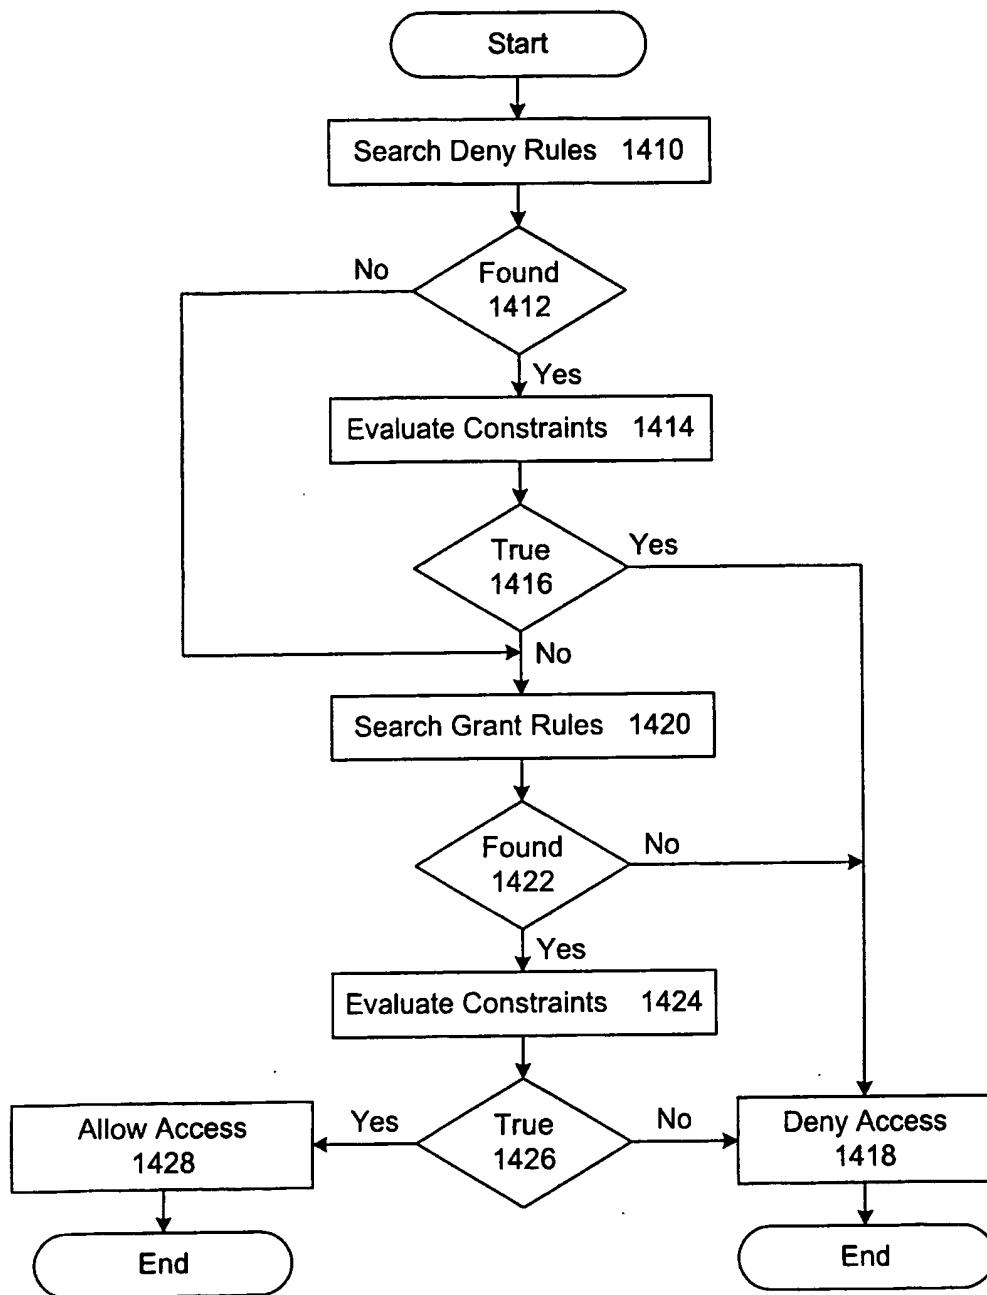 Start
Search Deny Rules 1410
No
Found
1412
Yes
Evaluate Constraints 1414
True
1416
Yes
No
Search Grant Rules 1420
Found
1422
No
Yes
Evaluate Constraints 1424
Allow Access
1428
Yes
True
1426
No
Deny Access
1418
End
End